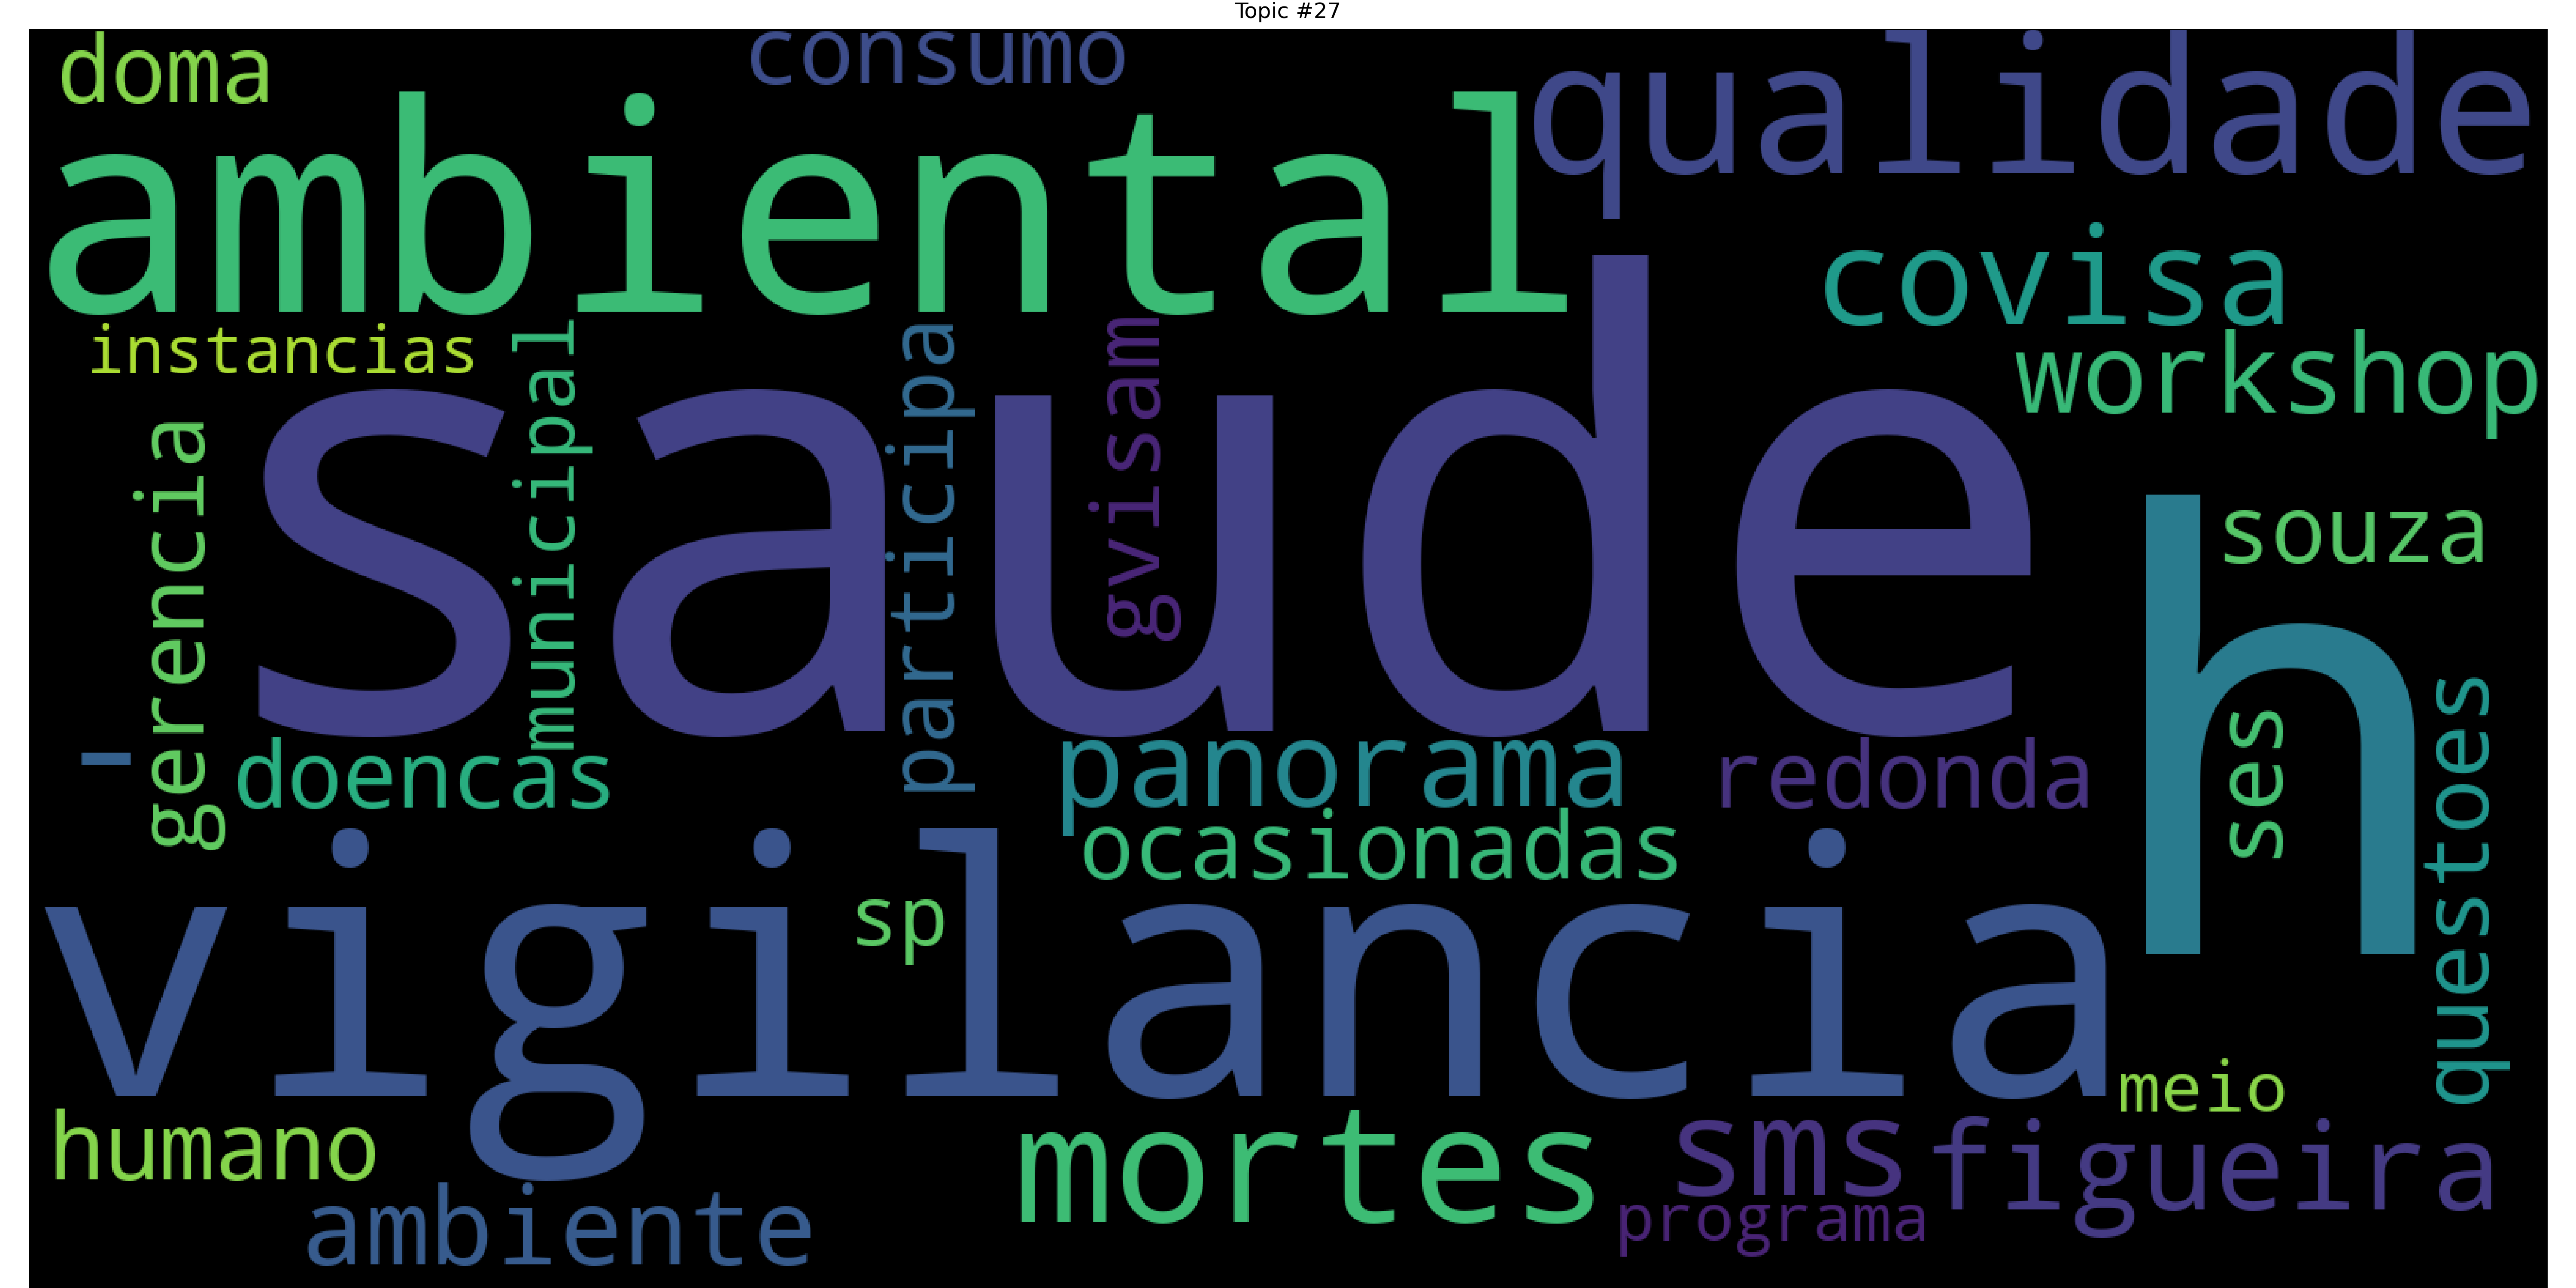 Topic #27
doma
consumo
qualidade
ambiental
covisa
workshop
instancias
municipal
participa
gvisam
saude
gerencia
h
souza
ses
questoes
-
doencas
panorama
redonda
ocasionadas
sp
vigilancia
meio
humano
mortes
sms
figueira
programa
ambiente